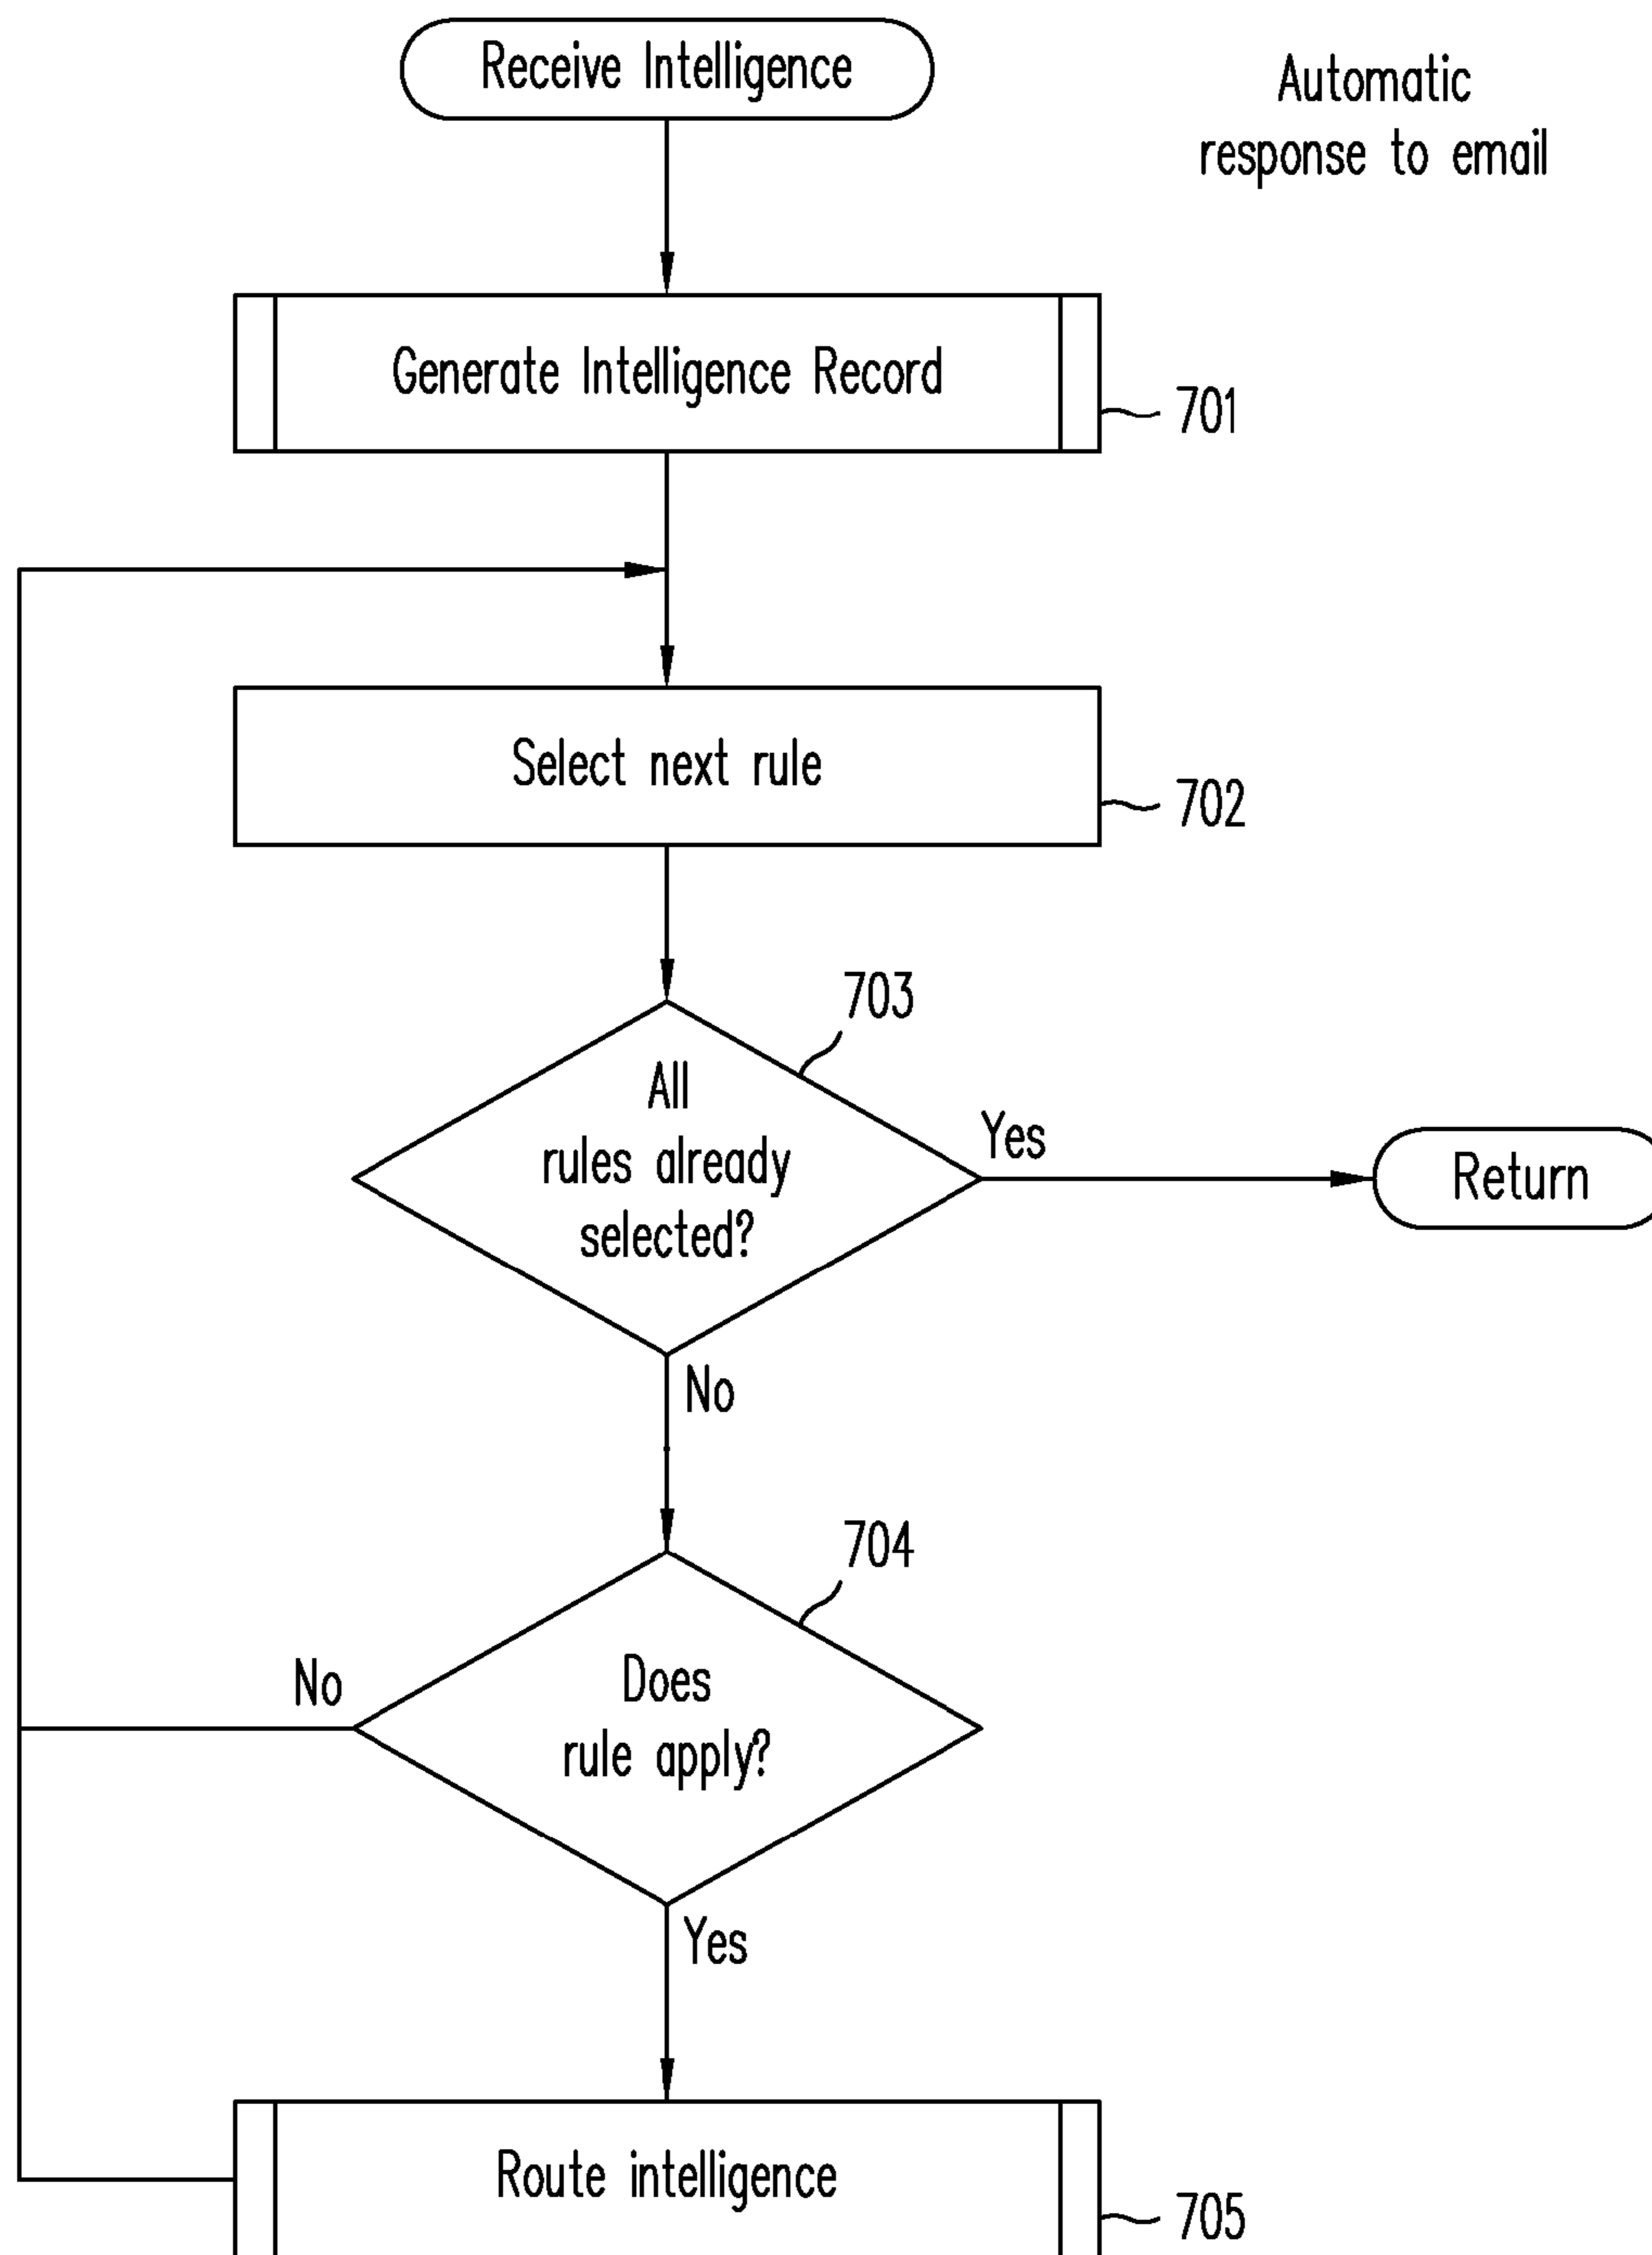 Receive Intelligence
Automatic
response to email
Generate Intelligence Record
701
Select next rule
702
703
All
rules already
selected?
Yes
Return
No
704
Does
rule apply?
No
Yes
Route intelligence
705